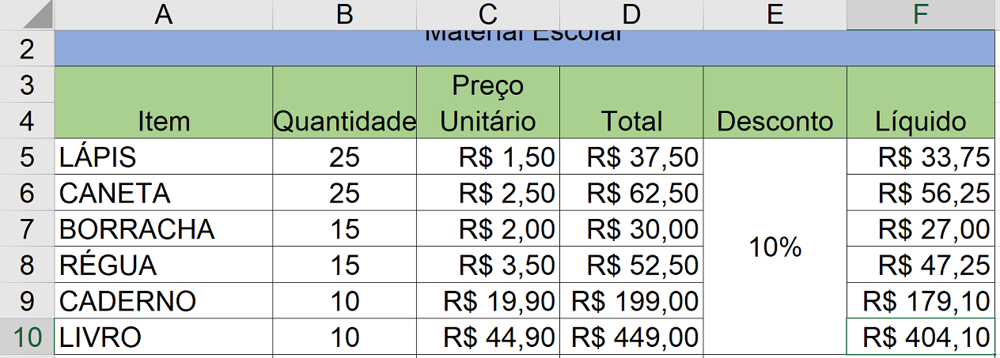 A B C D E F
2 Material Escolar
3 Preço
4 Item Quantidade Unitário Total Desconto Líquido
5 LÁPIS 25 R$ 1,50 R$ 37,50 R$ 33,75
6 CANETA 25 R$ 2,50 R$ 62,50 R$ 56,25
7 BORRACHA 15 R$ 2,00 R$ 30,00 R$ 27,00
10%
8 RÉGUA 15 R$ 3,50 R$ 52,50 R$ 47,25
9 CADERNO 10 R$ 19,90 R$ 199,00 R$ 179,10
10 LIVRO 10 R$ 44,90 R$ 449,00 R$ 404,10